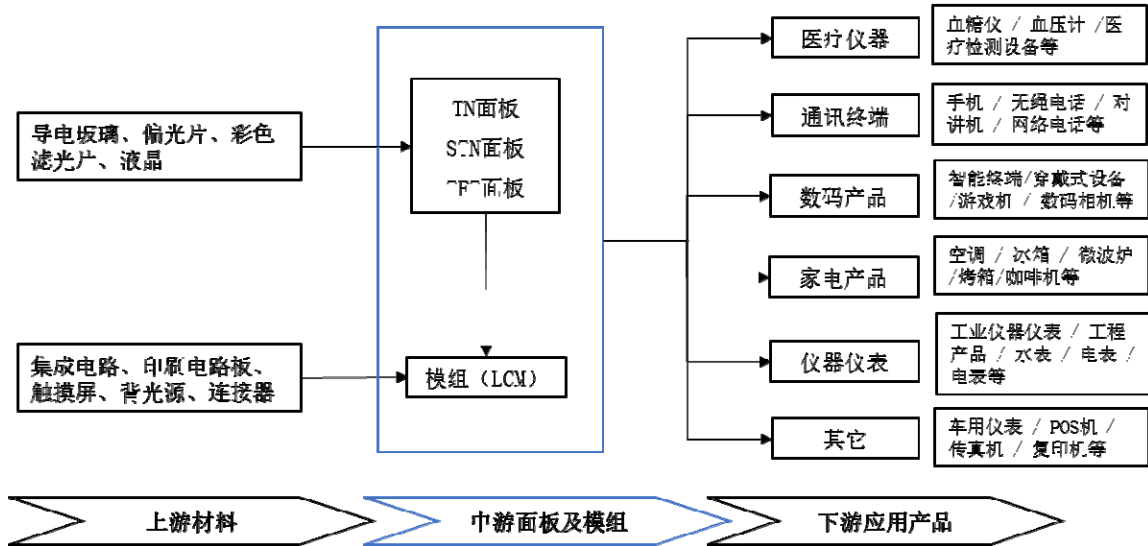 导电玻璃、偏光片、彩色
滤光片、液晶
集成电路、印刷电路板、
触摸屏、背光源、连接器
TN面板
STN面板
面板
模组（LCM）
医疗仪器
血糖仪 / 血压计 /医
疗检测设备等
通讯终端
手机 / 无绳电话 / 对
讲机 / 网络电话等
数码产品
智能终端/穿戴式设备
/游戏机 / 数码相机等
家电产品
空调 / 冰箱 / 微波炉
/烤箱/咖啡机等
仪器仪表
工业仪器仪表 / 工程
产品 / 水表 / 电表 /
电表等
其它
车用仪表 / POS机 /
传真机 / 复印机等
上游材料
中游面板及模组
下游应用产品